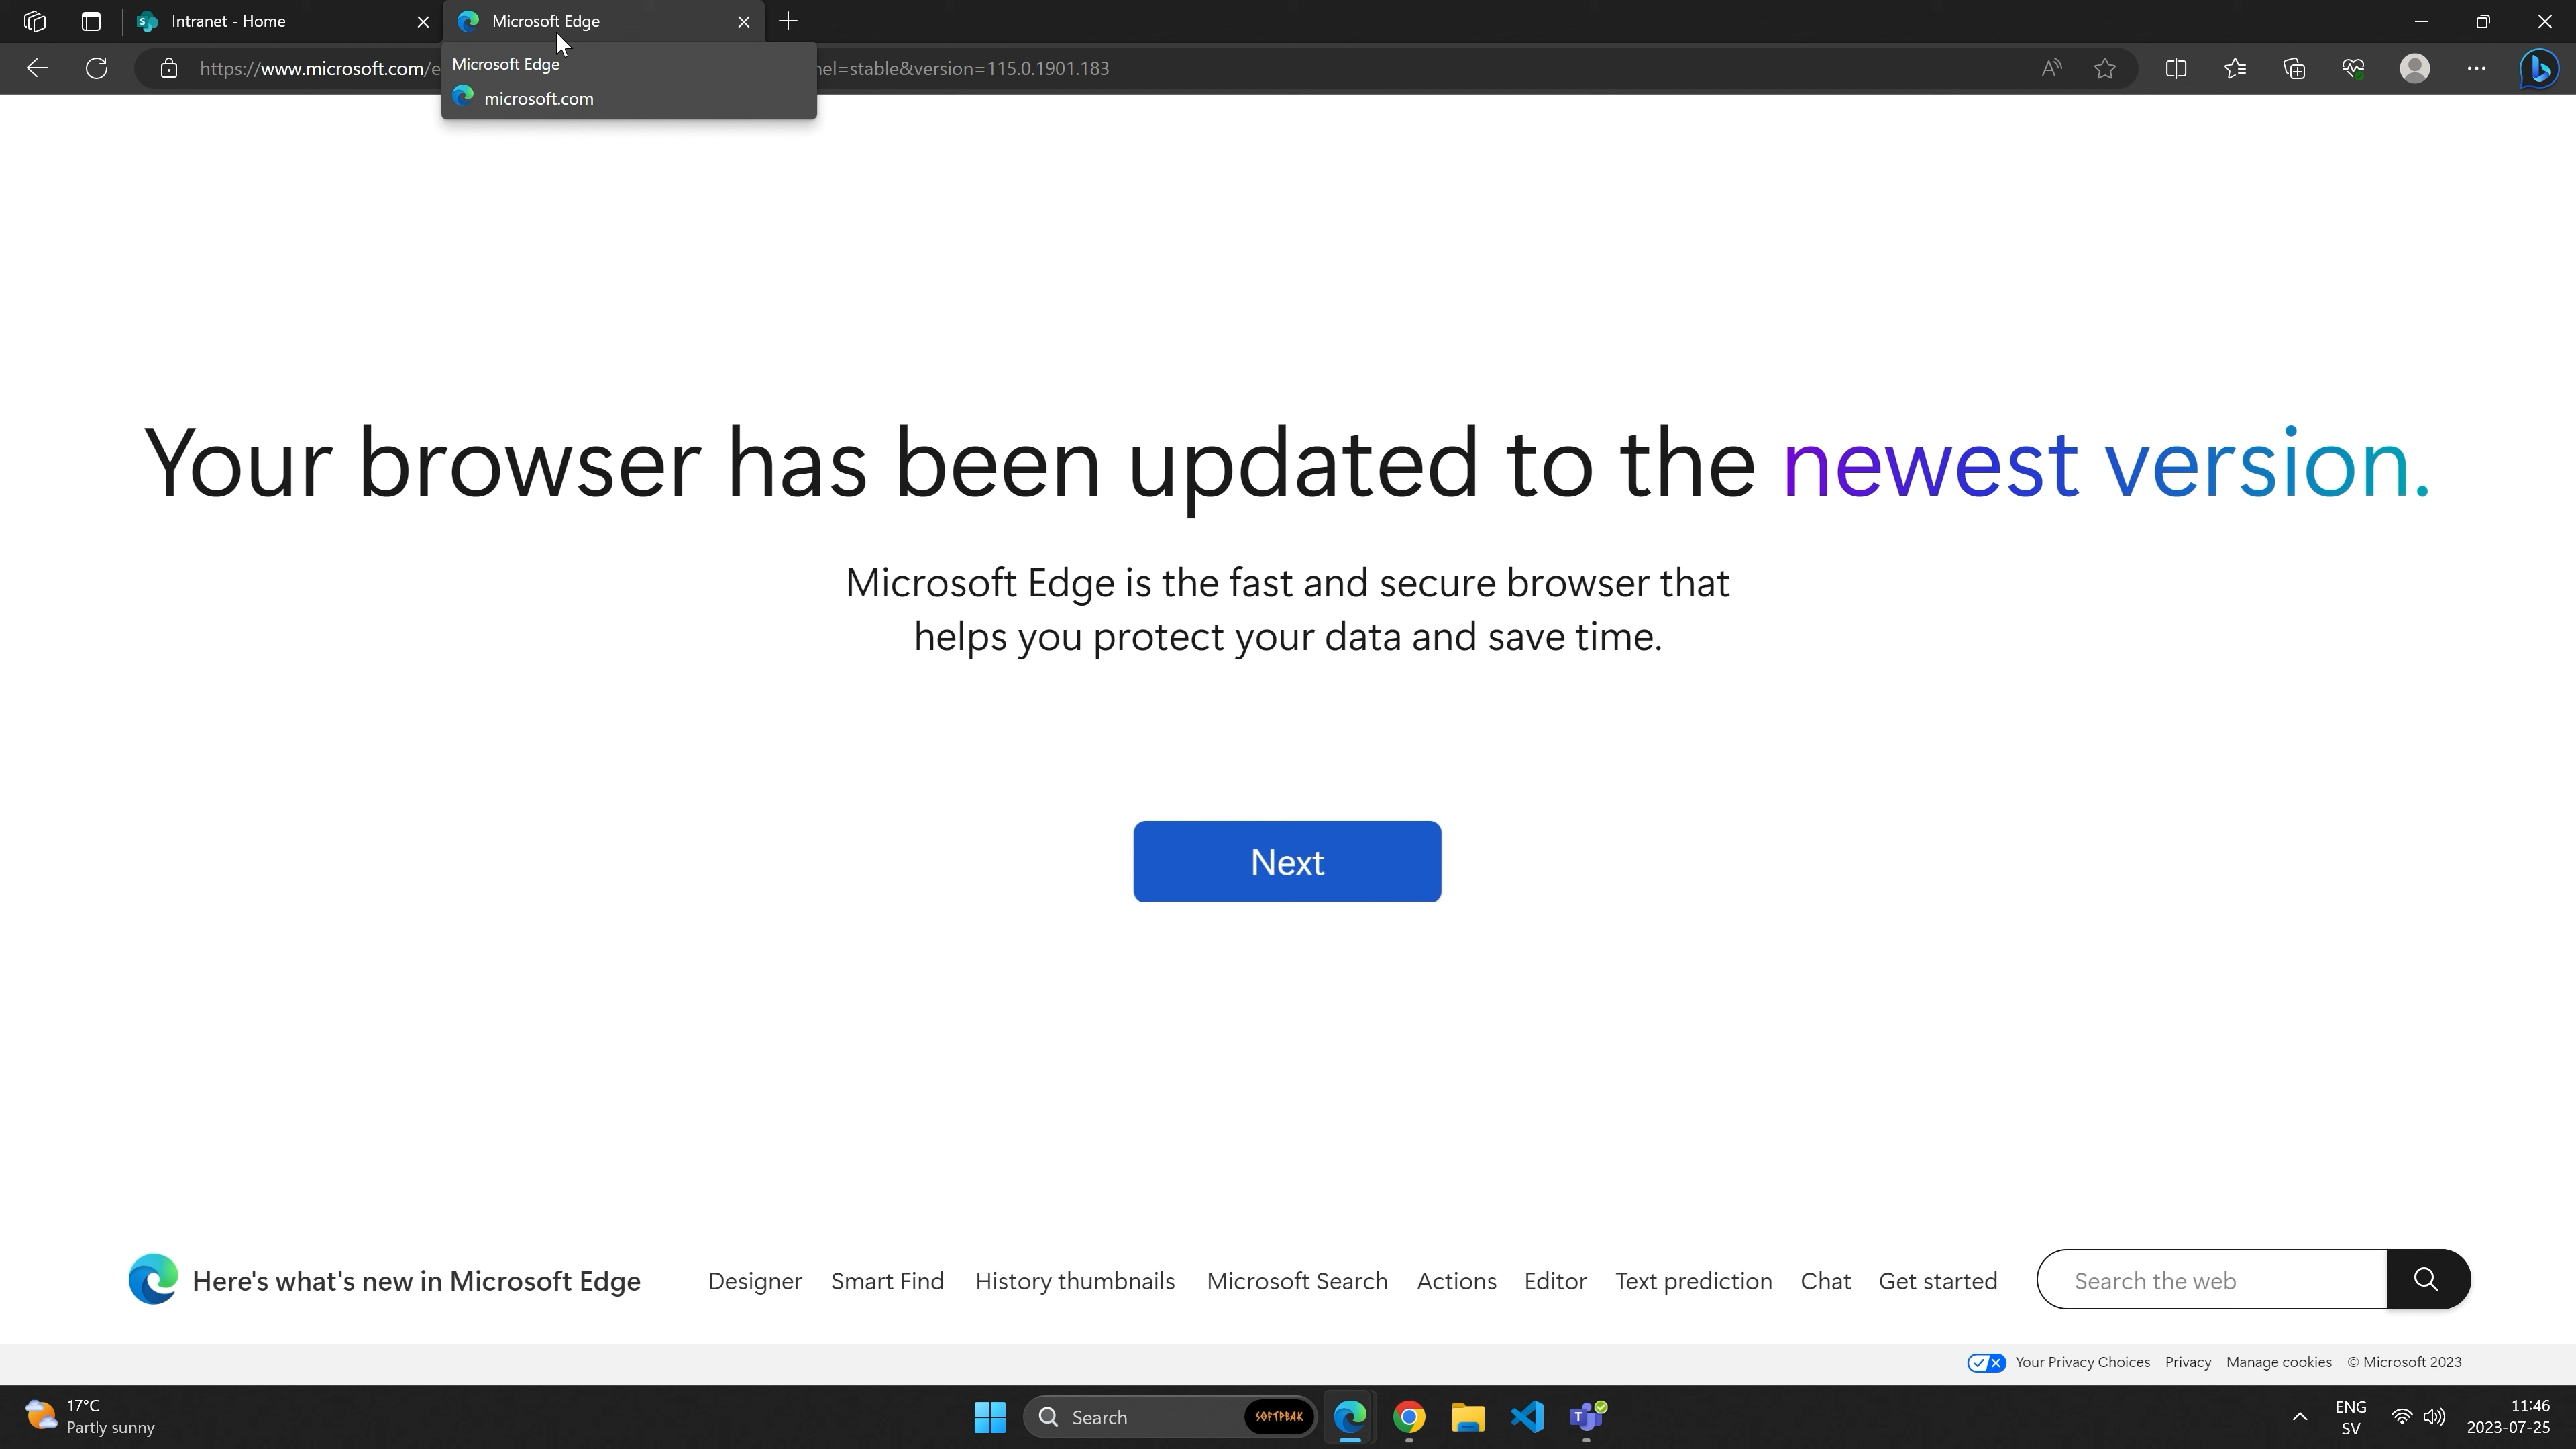 Intranet - Home
Microsoft Edge
https://www.microsoft.com/e
nel=stable&version=115.0.1901.183
Microsoft Edge
microsoft.com
Your browser has been updated to the newest version.
Microsoft Edge is the fast and secure browser that
helps you protect your data and save time.
Next
Here's what's new in Microsoft Edge
Designer
Smart Find
History thumbnails
Microsoft Search
Actions
Editor
Text prediction
Chat
Get started
Search the web
Your Privacy Choices
Privacy
Manage cookies
© Microsoft 2023
17°C
Partly sunny
Search
SOFTPEAK
ENG
SV
11:46
2023-07-25